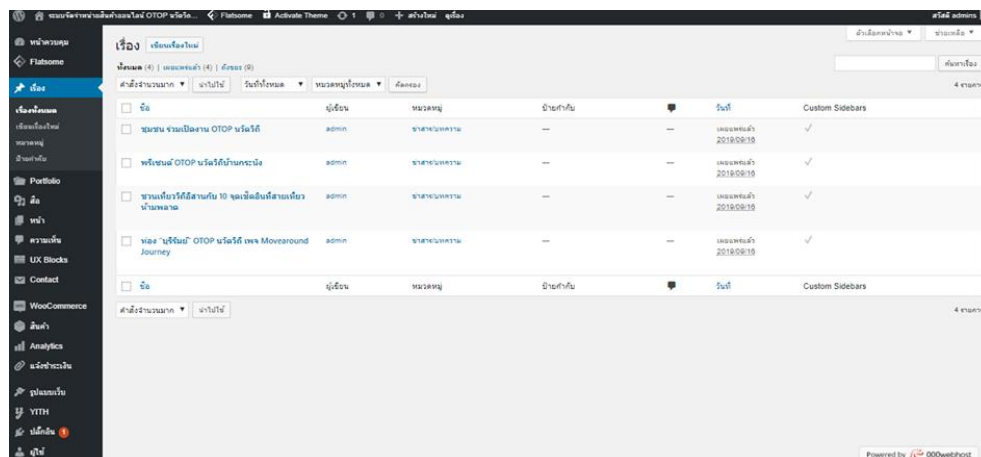 ระบบจัดจำหน่ายสินค้าออนไลน์ OTOP นวัตวิถ... Flatsome Activate Theme 1 0 + สร้างใหม่ ดูเรื่อง สวัสดี admins
ตัวเลือกหน้าจอ ▼ ช่วยเหลือ ▼
หน้าควบคุม
Flatsome
เรื่อง
เรื่องทั้งหมด
เขียนเรื่องใหม่
หมวดหมู่
ป้ายกำกับ
Portfolio
สื่อ
หน้า
ความเห็น
UX Blocks
Contact
WooCommerce
สินค้า
Analytics
แจ้งชำระเงิน
รูปแบบเว็บ
YITH
ปลั๊กอิน 1
ผู้ใช้
เรื่อง เขียนเรื่องใหม่
ทั้งหมด (4) | เผยแพร่แล้ว (4) | ถังขยะ (9)
ค้นหาเรื่อง
คำสั่งจำนวนมาก ▼ นำไปใช้ วันที่ทั้งหมด ▼ หมวดหมู่ทั้งหมด ▼ คัดกรอง 4 รายการ
ชื่อ ผู้เขียน หมวดหมู่ ป้ายกำกับ วันที่ Custom Sidebars
ชุมชน ร่วมเปิดงาน OTOP นวัตวิถี admin ข่าสาร/บทความ — — เผยแพร่แล้ว
2019/09/16
พรีเซนต์ OTOP นวัตวิถีบ้านกระบัง admin ข่าสาร/บทความ — — เผยแพร่แล้ว
2019/09/16
ชวนเที่ยววิถีอีสานกับ 10 จุดเช็คอินที่สายเที่ยว admin ข่าสาร/บทความ — — เผยแพร่แล้ว
ห้ามพลาด 2019/09/16
ท่อง "บุรีรัมย์" OTOP นวัตวิถี เพจ Movearound admin ข่าสาร/บทความ — — เผยแพร่แล้ว
Journey 2019/09/16
ชื่อ ผู้เขียน หมวดหมู่ ป้ายกำกับ วันที่ Custom Sidebars
คำสั่งจำนวนมาก ▼ นำไปใช้ 4 รายการ
Powered by 000webhost